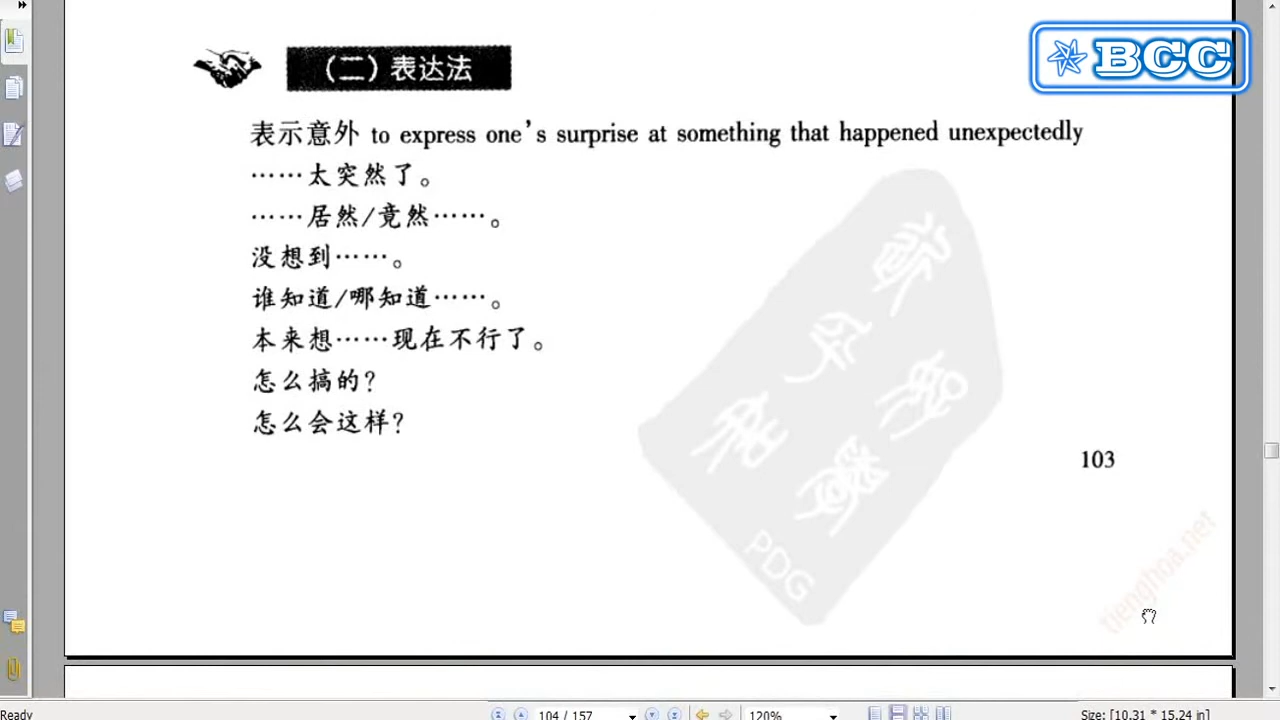 BCC
（二）表达法
表示意外 to express one's surprise at something that happened unexpectedly
……太突然了。
……居然/竟然……。
没想到……。
谁知道/哪知道……。
本来想……现在不行了。
怎么搞的?
怎么会这样?
103
PDG
tienghoa.net
Ready
104 / 157
120%
Size: [10.31 * 15.24 in]